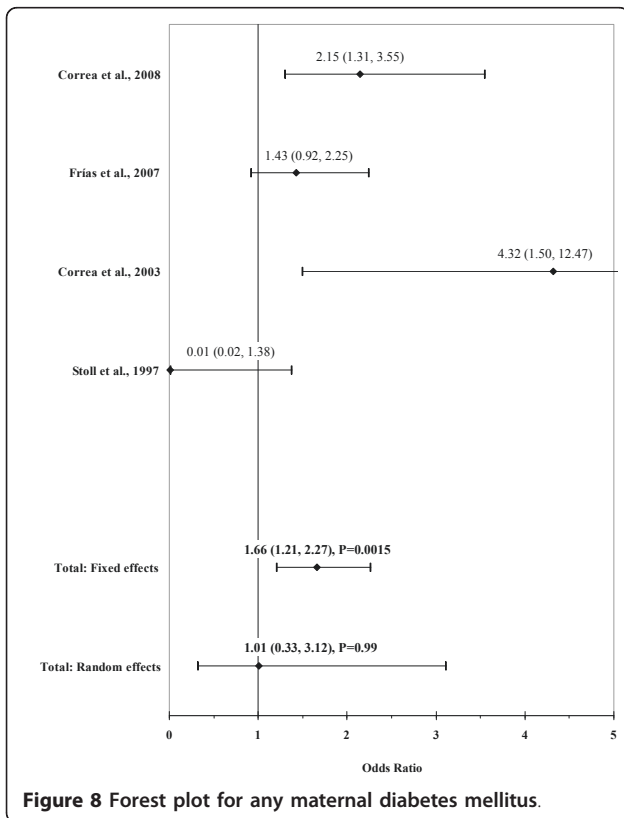 2.15 (1.31, 3.55)
Correa et al., 2008
1.43 (0.92, 2.25)
Frías et al., 2007
4.32 (1.50, 12.47)
Correa et al., 2003
0.01 (0.02, 1.38)
Stoll et al., 1997
1.66 (1.21, 2.27), P=0.0015
Total: Fixed effects
1.01 (0.33, 3.12), P=0.99
Total: Random effects
0 1 2 3 4 5
Odds Ratio
Figure 8 Forest plot for any maternal diabetes mellitus.